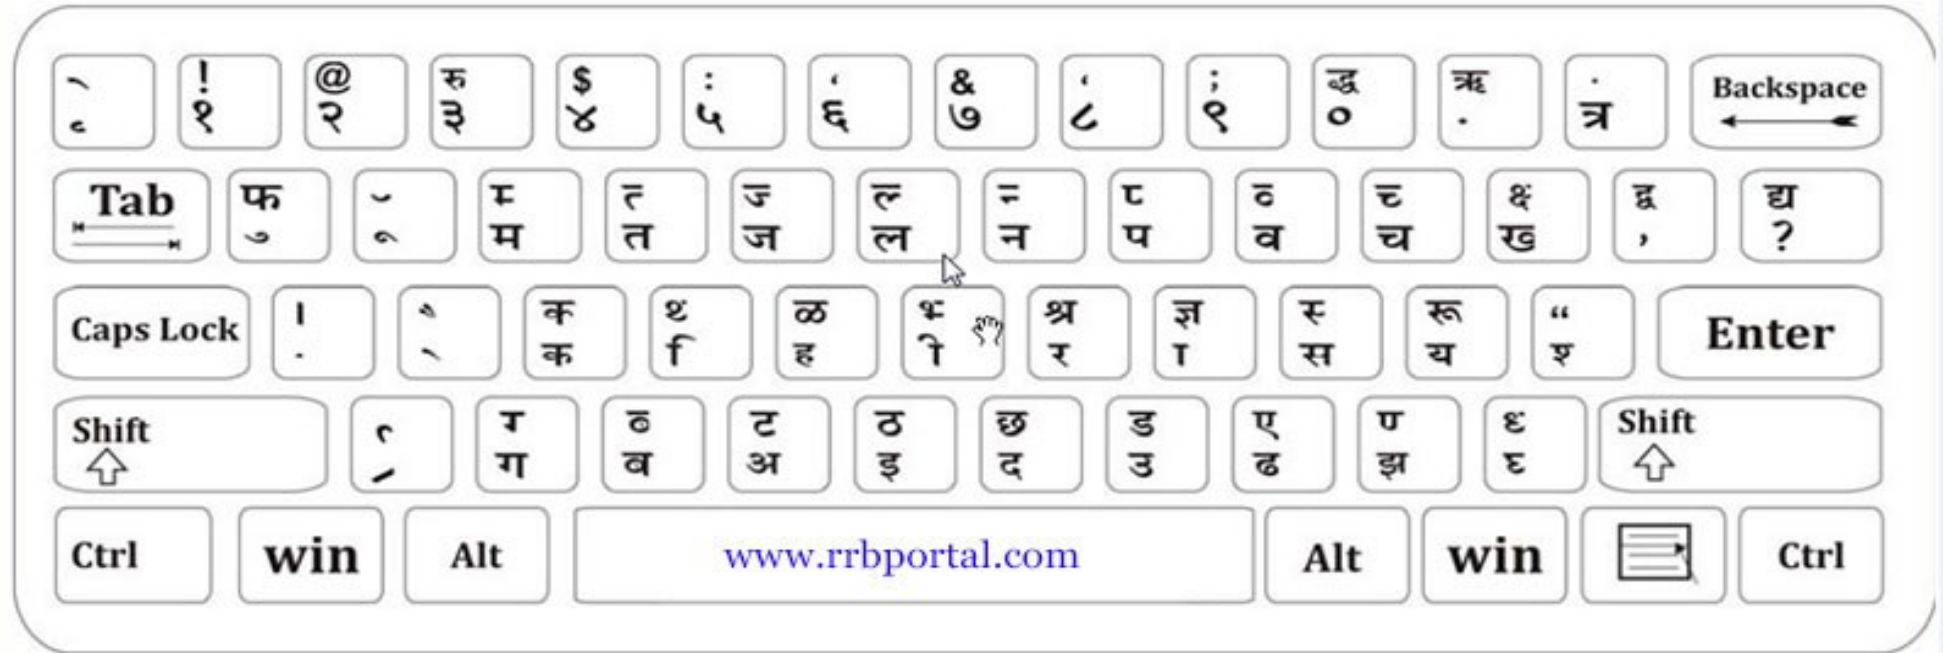 ! @ रु $ : ‘ & ‘ ; द्ध ऋ . Backspace
१ २ ३ ४ ५ ६ ७ ८ ९ ० . त्र
Tab फ म् त् ज् ल् न् प् व् च् क्ष् द्व द्य
म त ज ल न प व च ख , ?
Caps Lock । क थ् ळ भ् श्र ज्ञ स् रू “ Enter
. क ि ह ी र ा स य श्
Shift ग् ब् ट ठ छ ड ए ण् ध् Shift
ग ब अ इ द उ ढ झ घ्
Ctrl win Alt www.rrbportal.com Alt win Ctrl